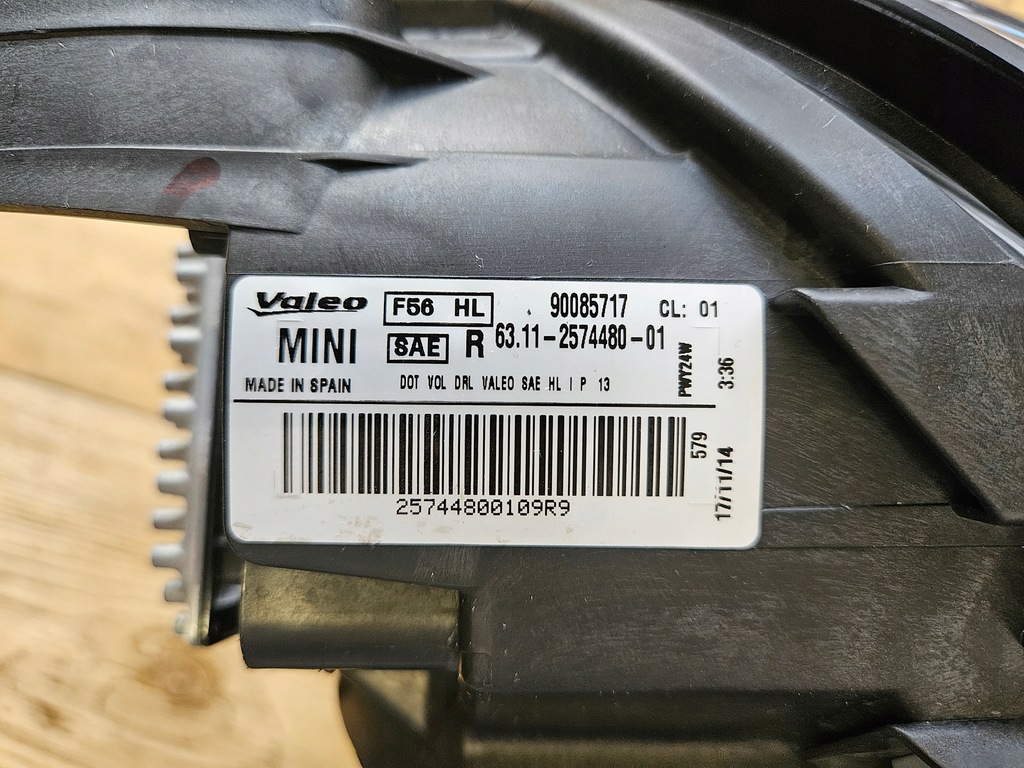 Valeo F56 HL 90085717 CL: 01
MINI SAE R 63.11-2574480-01
MADE IN SPAIN DOT VOL DRL VALEO SAE HL I P 13
PWY24W
3:36
579
17/11/14
25744800109R9